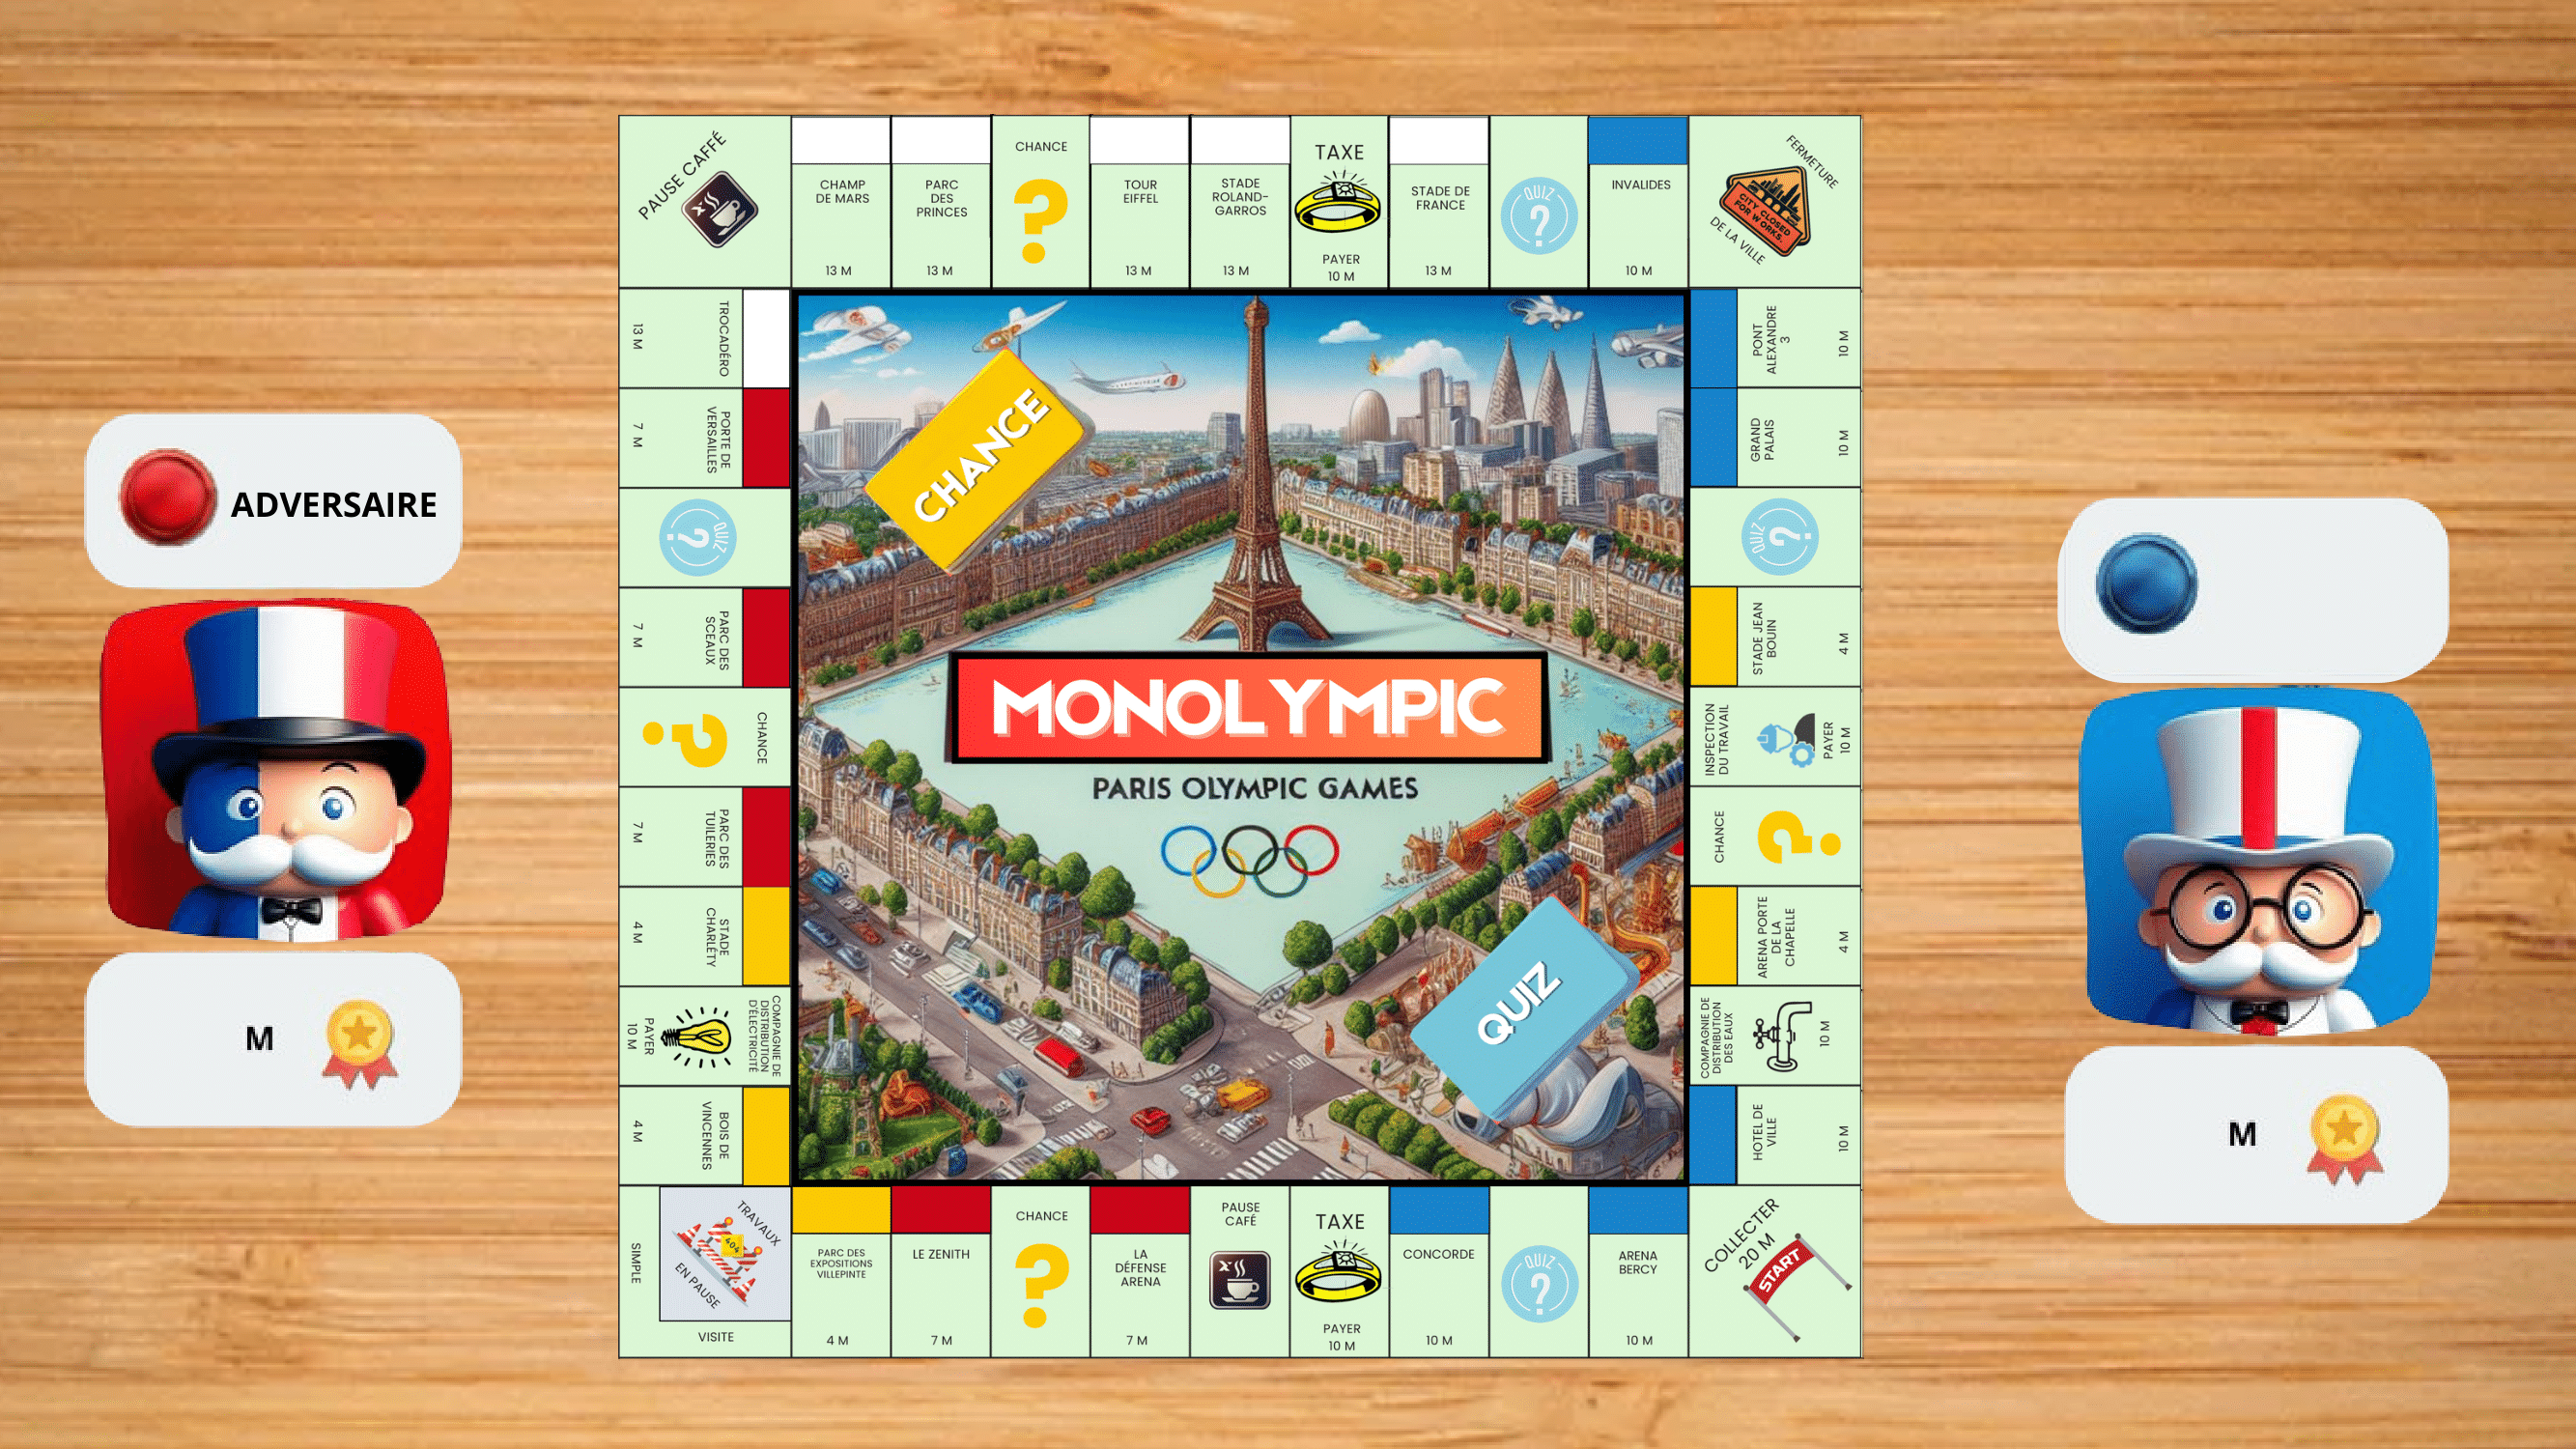 PAUSE CAFFÉ
CHAMP
DE MARS
13 M
PARC
DES
PRINCES
13 M
CHANCE
?
TOUR
EIFFEL
13 M
STADE
ROLAND-
GARROS
13 M
TAXE
PAYER
10 M
STADE DE
FRANCE
13 M
QUIZ
?
INVALIDES
10 M
FERMETURE
CITY CLOSED
FOR WORKS.
DE LA VILLE
TROCADÉRO
13 M
PORTE DE
VERSAILLES
7 M
QUIZ
?
PARC DES
SCEAUX
7 M
CHANCE
?
PARC DES
TUILERIES
7 M
STADE
CHARLÉTY
4 M
COMPAGNIE DE
DISTRIBUTION
D'ÉLECTRICITÉ
PAYER
10 M
BOIS DE
VINCENNES
4 M
PONT
ALEXANDRE
3
10 M
GRAND
PALAIS
10 M
QUIZ
?
STADE JEAN
BOUIN
4 M
INSPECTION
DU TRAVAIL
PAYER
10 M
CHANCE
?
ARENA PORTE
DE LA
CHAPELLE
4 M
COMPAGNIE DE
DISTRIBUTION
DES EAUX
10 M
HOTEL DE
VILLE
10 M
CHANCE
MONOLYMPIC
PARIS OLYMPIC GAMES
QUIZ
ADVERSAIRE
M
M
SIMPLE
VISITE
TRAVAUX
404
EN PAUSE
PARC DES
EXPOSITIONS
VILLEPINTE
4 M
LE ZENITH
7 M
CHANCE
?
LA
DÉFENSE
ARENA
7 M
PAUSE
CAFÉ
TAXE
PAYER
10 M
CONCORDE
10 M
QUIZ
?
ARENA
BERCY
10 M
COLLECTER
20 M
START